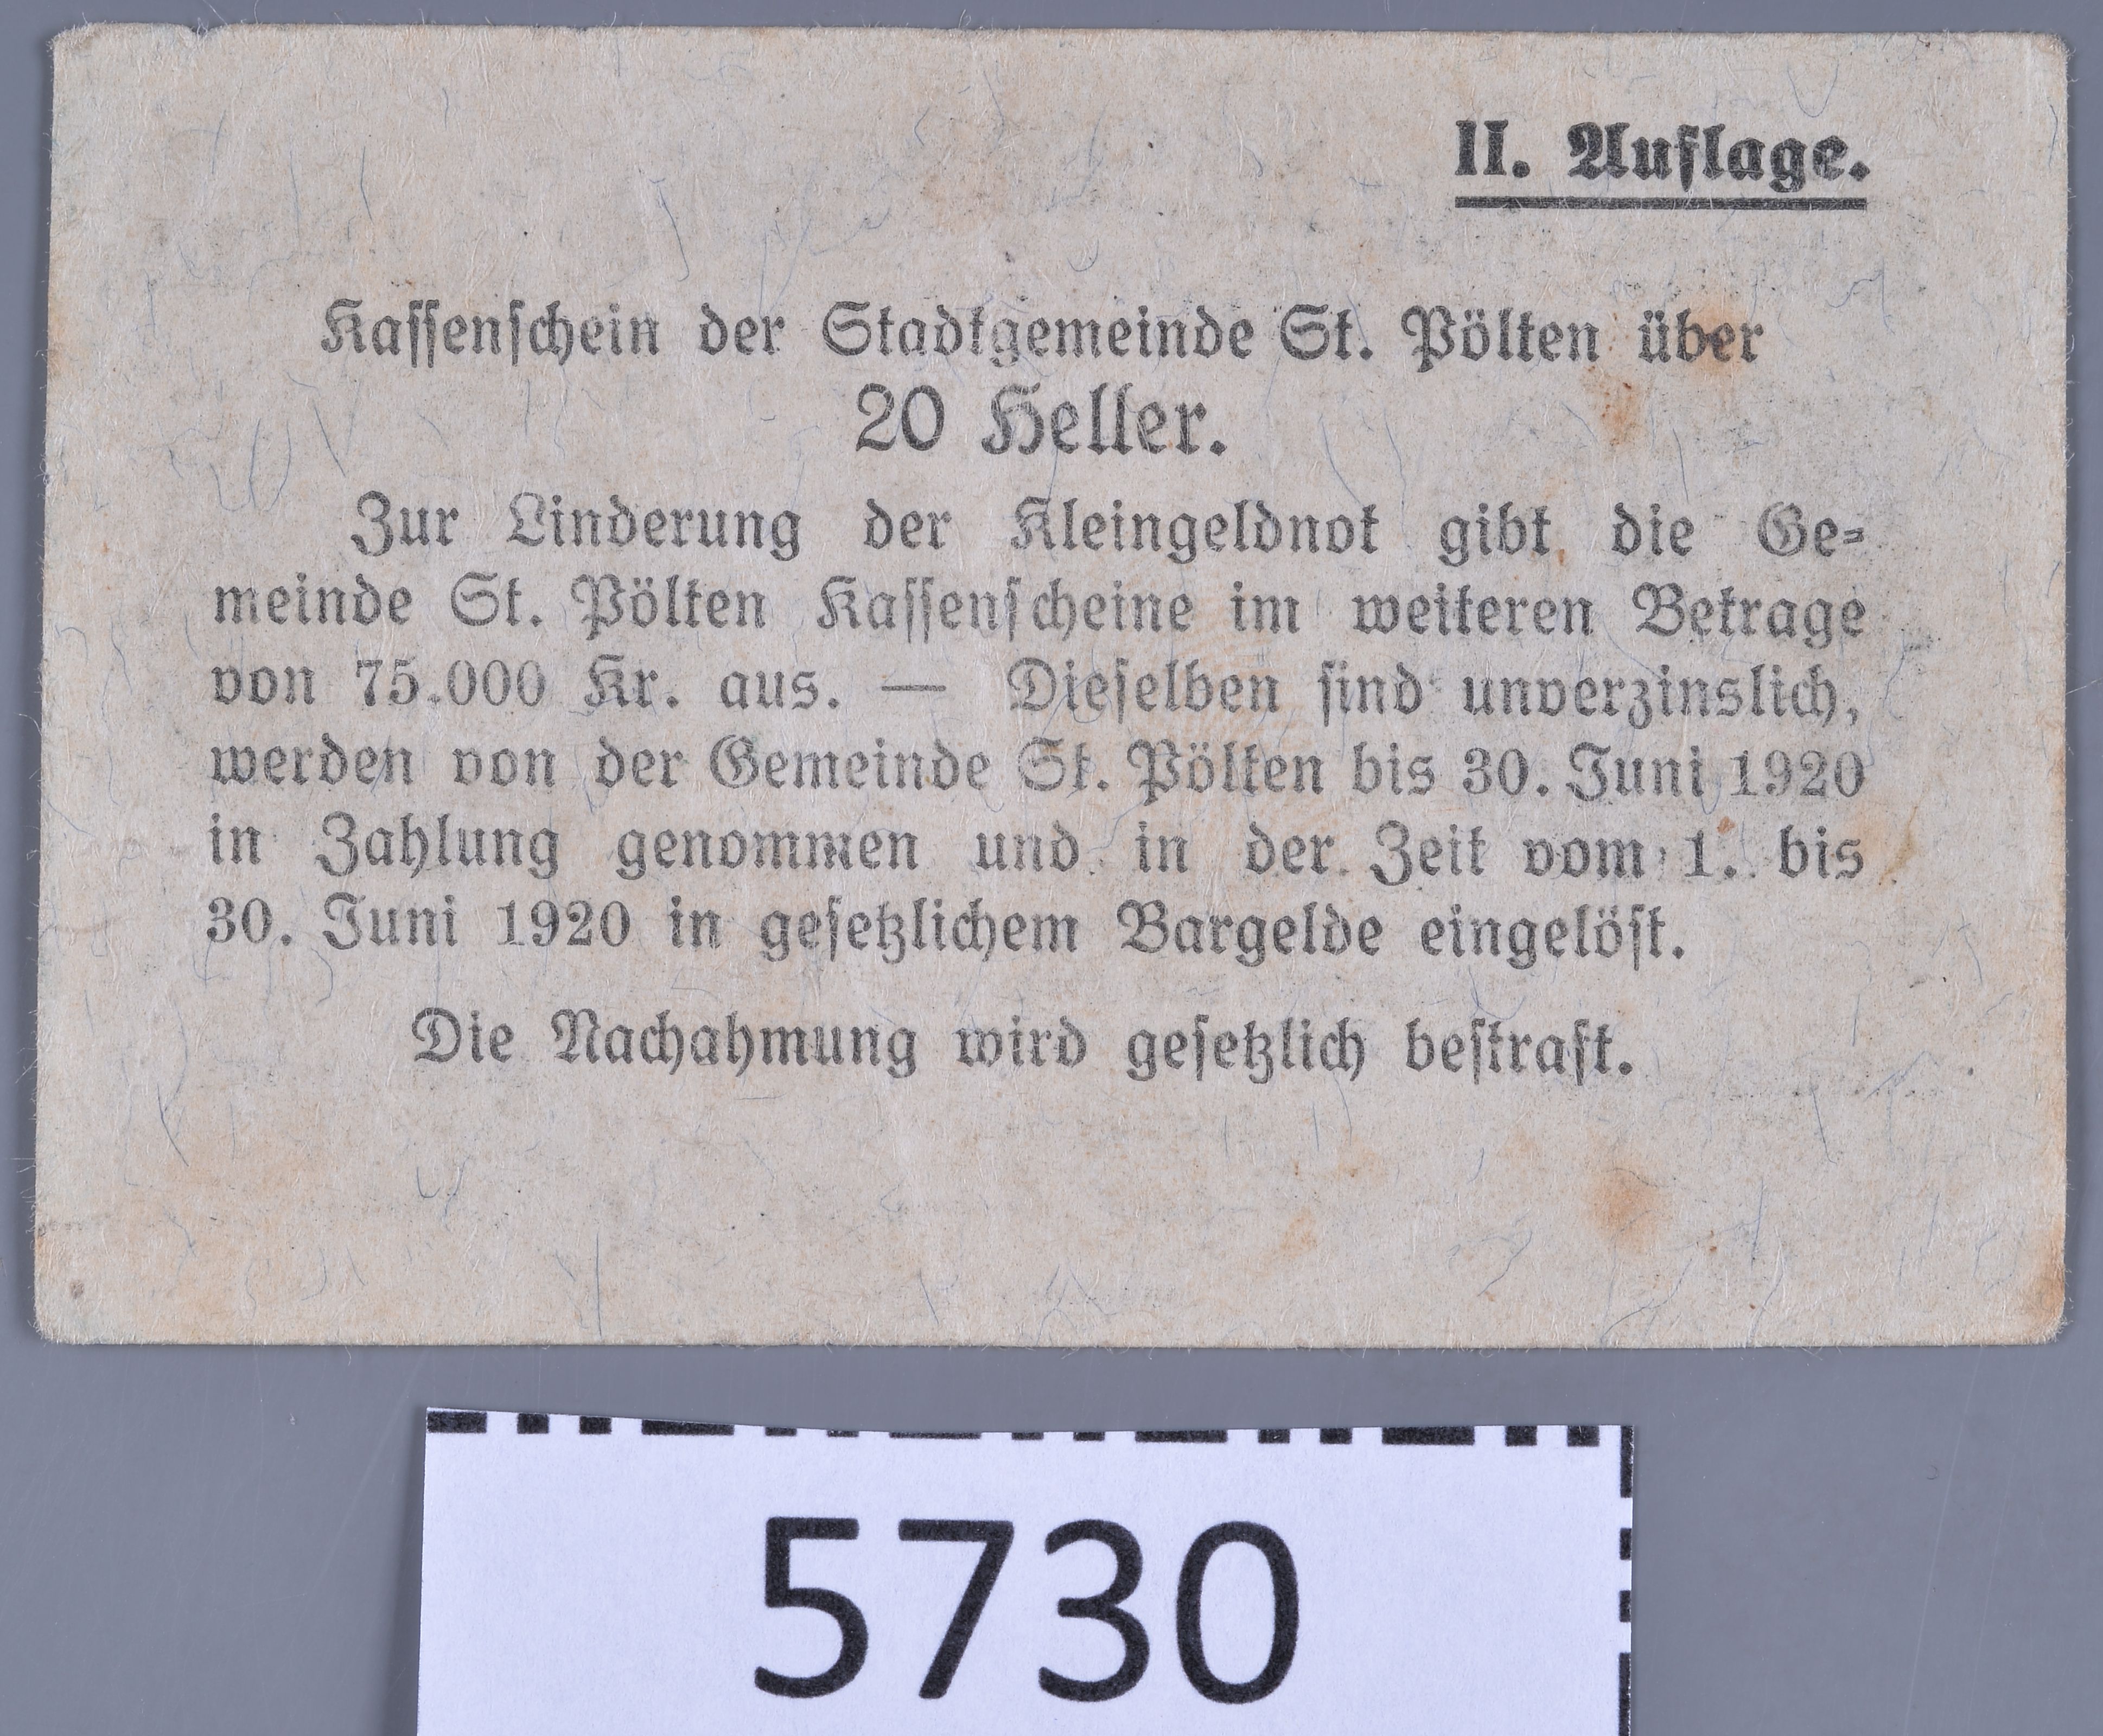 II. Auflage.
Kassenschein der Stadtgemeinde St. Pölten über
20 Heller.
Zur Linderung der Kleingeldnot gibt die Ge-
meinde St. Pölten Kassenscheine im weiteren Betrage
von 75.000 Kr. aus. — Dieselben sind unverzinslich,
werden von der Gemeinde St. Pölten bis 30. Juni 1920
in Zahlung genommen und in der Zeit vom 1. bis
30. Juni 1920 in gesetzlichem Bargelde eingelöst.
Die Nachahmung wird gesetzlich bestraft.
5730